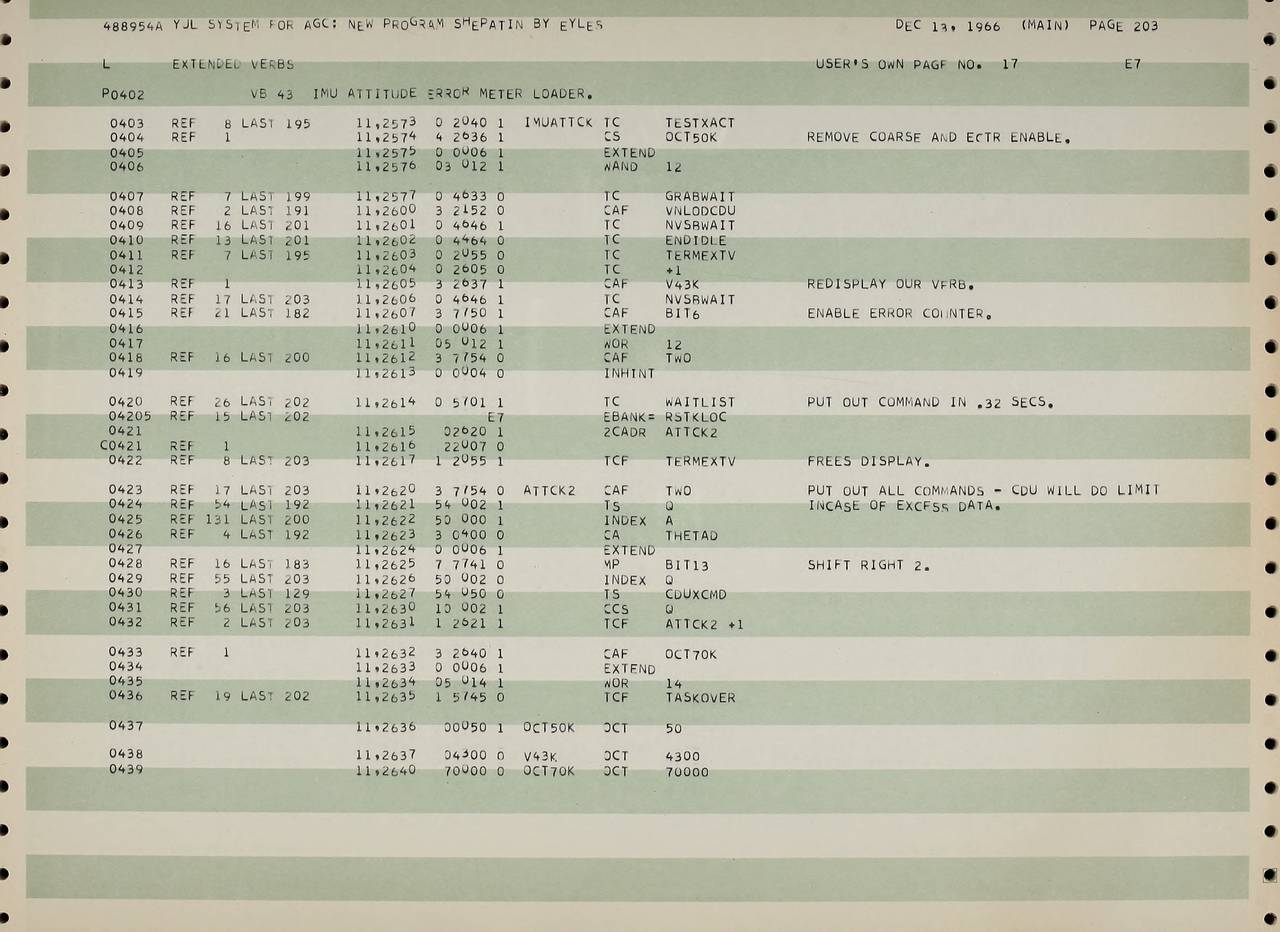 488954A YJL SYSTEM FOR AGC: NEW PROGRAM SHEPATIN BY EYLES DEC 13, 1966 (MAIN) PAGE 203
L EXTENDED VERBS USER'S OWN PAGE NO. 17 E7
P0402 VB 43 IMU ATTITUDE ERROR METER LOADER.
0403 REF 8 LAST 195 11,2573 0 2040 1 IMUATTCK TC TESTXACT
0404 REF 1 11,2574 4 2636 1 CS OCT50K REMOVE COARSE AND ECTR ENABLE.
0405 11,2575 0 0006 1 EXTEND
0406 11,2576 03 012 1 WAND 12
0407 REF 7 LAST 199 11,2577 0 4633 0 TC GRABWAIT
0408 REF 2 LAST 191 11,2600 3 2152 0 CAF VNLODCDU
0409 REF 16 LAST 201 11,2601 0 4646 1 TC NVSBWAIT
0410 REF 13 LAST 201 11,2602 0 4464 0 TC ENDIDLE
0411 REF 7 LAST 195 11,2603 0 2055 0 TC TERMEXTV
0412 11,2604 0 2605 0 TC +1
0413 REF 1 11,2605 3 2637 1 CAF V43K REDISPLAY OUR VERB.
0414 REF 17 LAST 203 11,2606 0 4646 1 TC NVSBWAIT
0415 REF 21 LAST 182 11,2607 3 7750 1 CAF BIT6 ENABLE ERROR COUNTER.
0416 11,2610 0 0006 1 EXTEND
0417 11,2611 05 012 1 WOR 12
0418 REF 16 LAST 200 11,2612 3 7754 0 CAF TWO
0419 11,2613 0 0004 0 INHINT
0420 REF 26 LAST 202 11,2614 0 5701 1 TC WAITLIST PUT OUT COMMAND IN .32 SECS.
04205 REF 15 LAST 202 E7 EBANK= RSTKLOC
0421 11,2615 02620 1 2CADR ATTCK2
C0421 REF 1 11,2616 22007 0
0422 REF 8 LAST 203 11,2617 1 2055 1 TCF TERMEXTV FREES DISPLAY.
0423 REF 17 LAST 203 11,2620 3 7754 0 ATTCK2 CAF TWO PUT OUT ALL COMMANDS - CDU WILL DO LIMIT
0424 REF 54 LAST 192 11,2621 54 002 1 TS Q INCASE OF EXCESS DATA.
0425 REF 131 LAST 200 11,2622 50 000 1 INDEX A
0426 REF 4 LAST 192 11,2623 3 0400 0 CA THETAD
0427 11,2624 0 0006 1 EXTEND
0428 REF 16 LAST 183 11,2625 7 7741 0 MP BIT13 SHIFT RIGHT 2.
0429 REF 55 LAST 203 11,2626 50 002 0 INDEX Q
0430 REF 3 LAST 129 11,2627 54 050 0 TS CDUXCMD
0431 REF 56 LAST 203 11,2630 10 002 1 CCS Q
0432 REF 2 LAST 203 11,2631 1 2621 1 TCF ATTCK2 +1
0433 REF 1 11,2632 3 2640 1 CAF OCT70K
0434 11,2633 0 0006 1 EXTEND
0435 11,2634 05 014 1 WOR 14
0436 REF 19 LAST 202 11,2635 1 5745 0 TCF TASKOVER
0437 11,2636 00050 1 OCT50K OCT 50
0438 11,2637 04300 0 V43K OCT 4300
0439 11,2640 70000 0 OCT70K OCT 70000